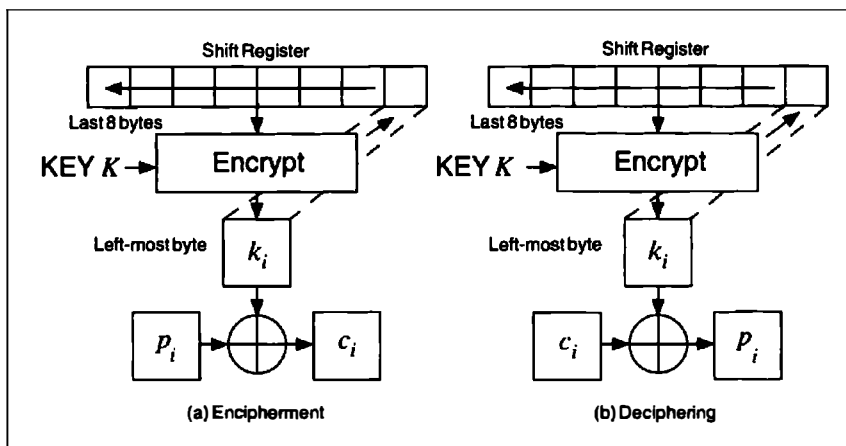 Shift Register
Last 8 bytes
KEY K
Encrypt
Left-most byte
k_i
p_i
c_i
(a) Encipherment
Shift Register
Last 8 bytes
KEY K
Encrypt
Left-most byte
k_i
c_i
p_i
(b) Deciphering